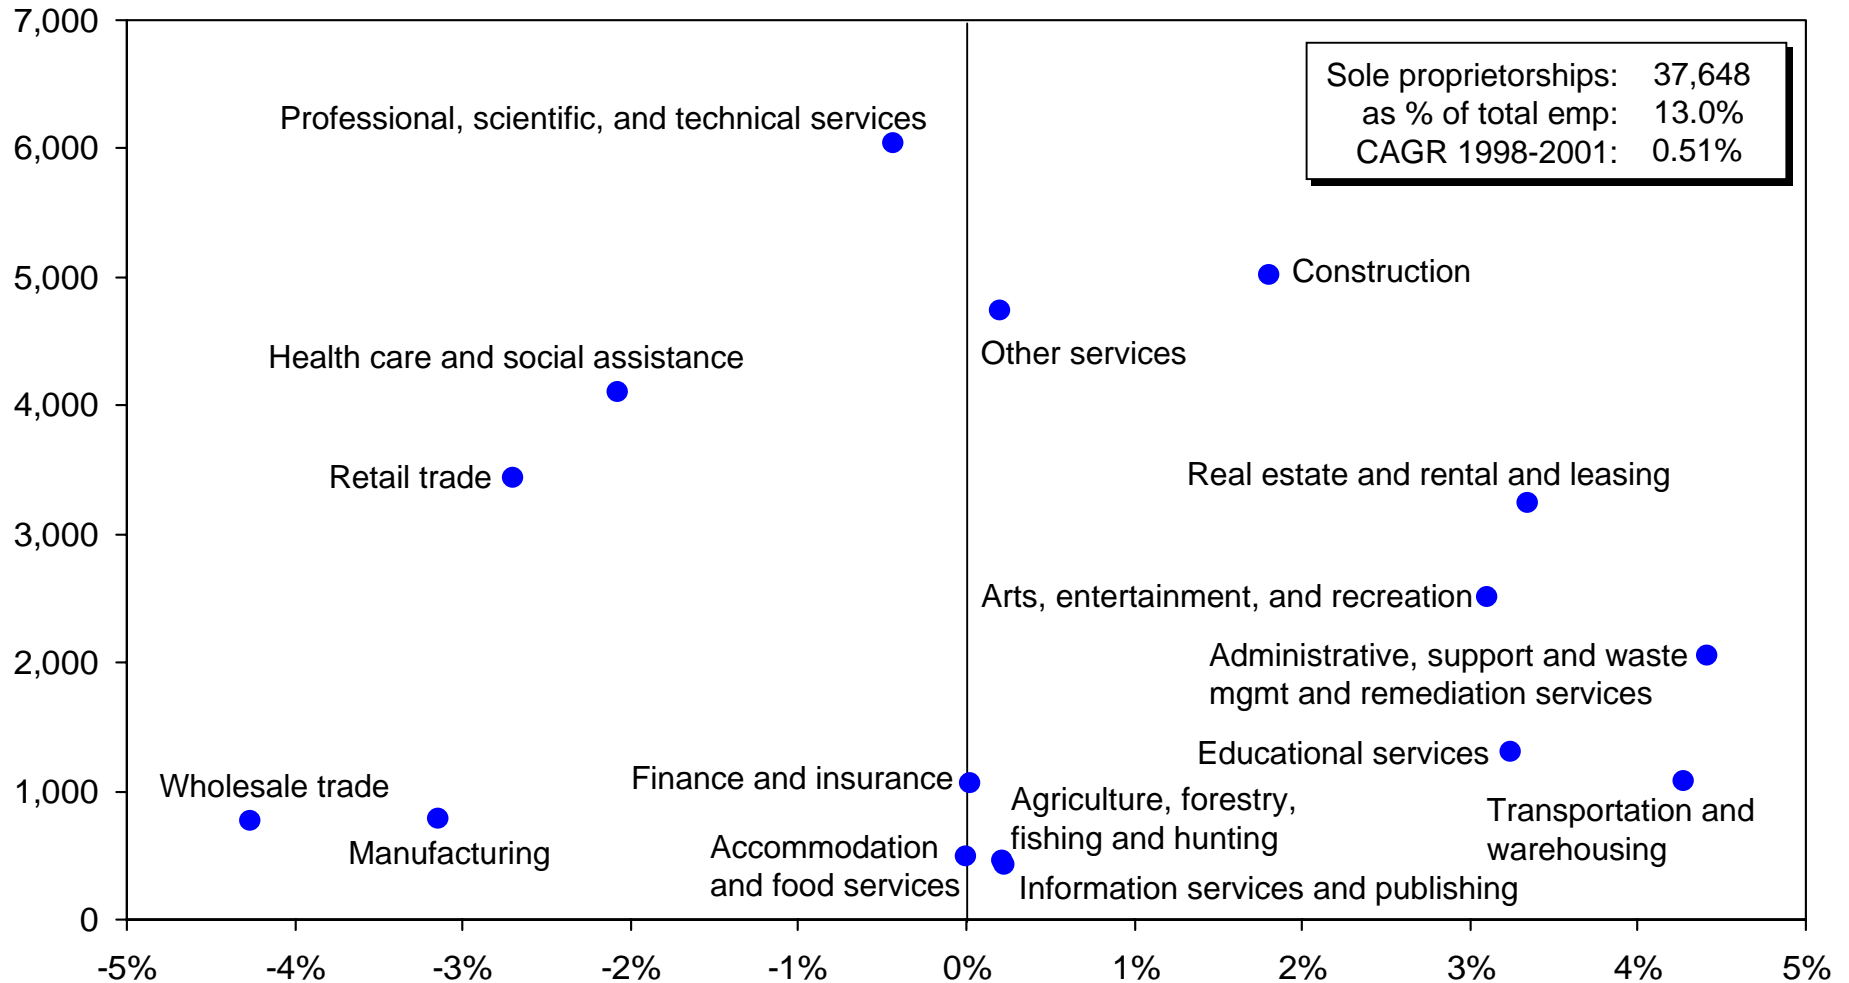 7,000
6,000
5,000
4,000
3,000
2,000
1,000
0
Sole proprietorships: 37,648
as % of total emp: 13.0%
CAGR 1998-2001: 0.51%
Professional, scientific, and technical services
Construction
Other services
Health care and social assistance
Retail trade
Real estate and rental and leasing
Arts, entertainment, and recreation
Administrative, support and waste
mgmt and remediation services
Educational services
Transportation and
warehousing
Wholesale trade
Manufacturing
Finance and insurance
Agriculture, forestry,
fishing and hunting
Accommodation
and food services
Information services and publishing
-5% -4% -3% -2% -1% 0% 1% 2% 3% 4% 5%